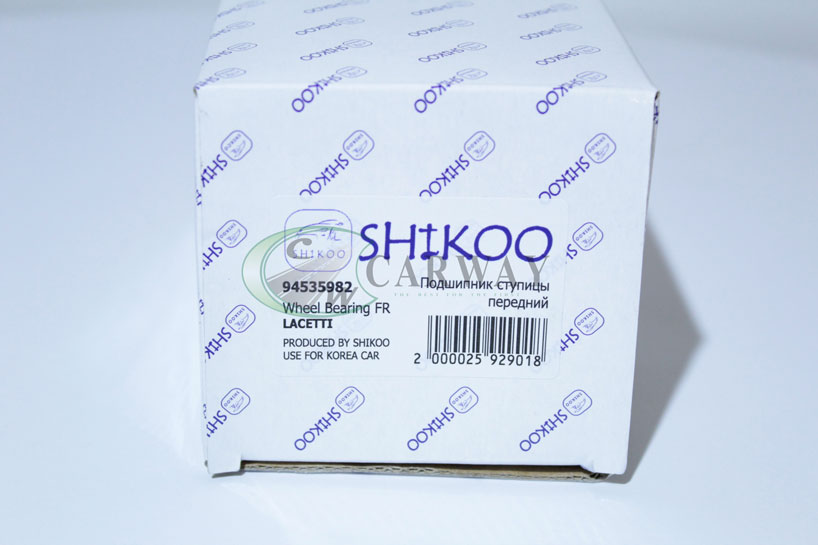 SHIKOO
SHIKOO
CARWAY
94535982
Подшипник ступицы
передний
Wheel Bearing FR
LACETTI
PRODUCED BY SHIKOO
USE FOR KOREA CAR
2 000025 929018